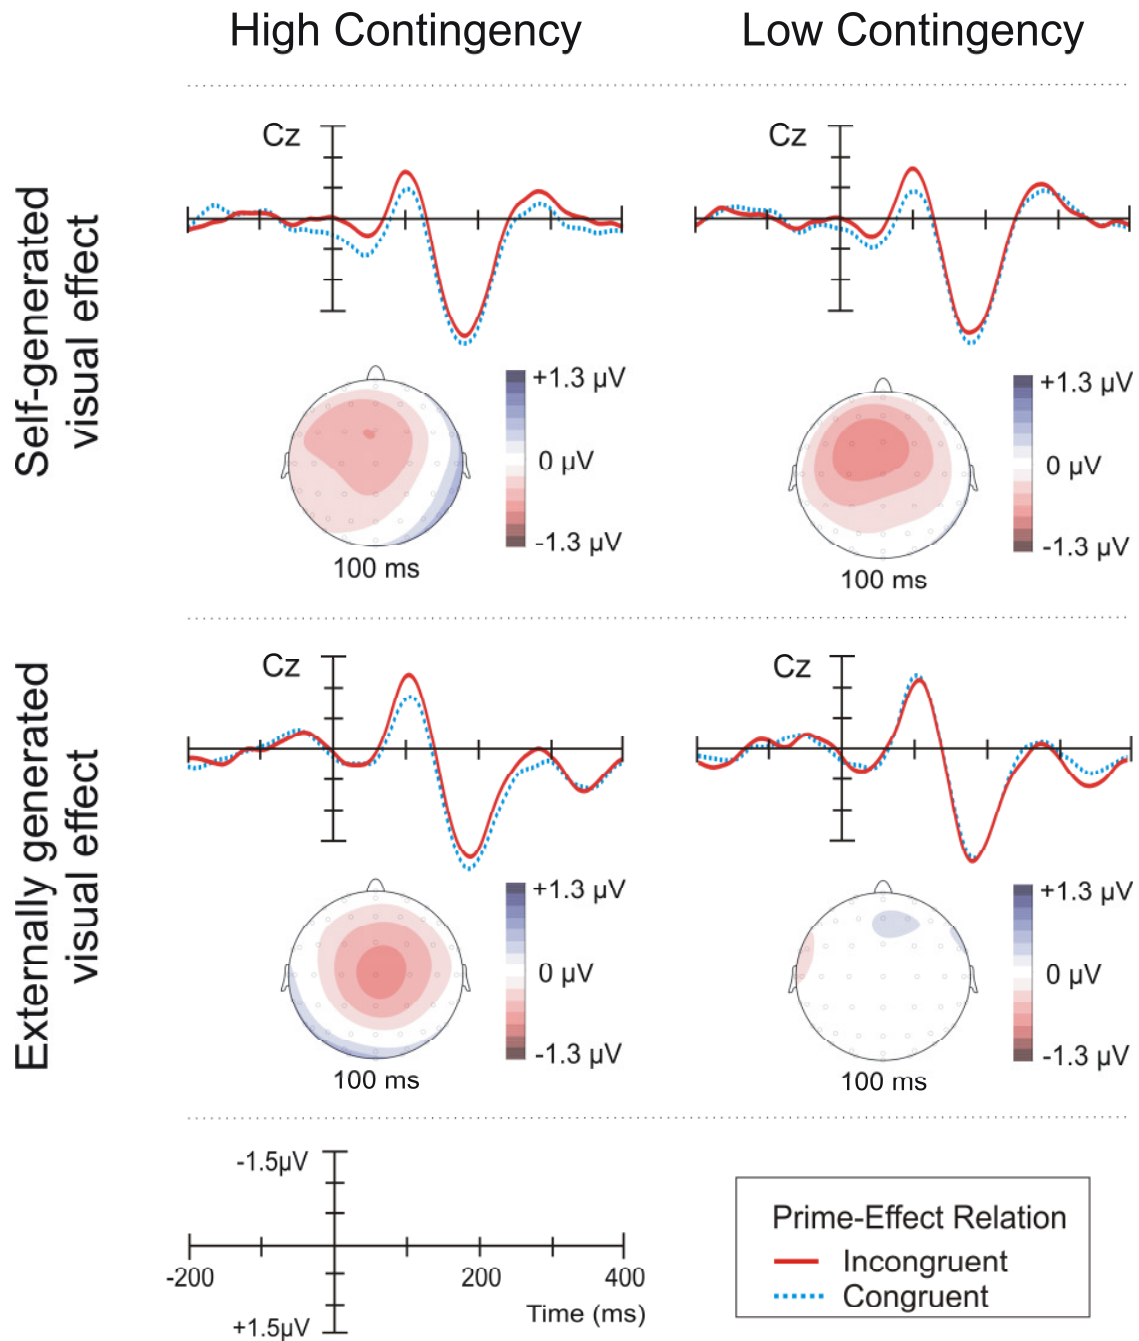 High Contingency
Low Contingency
Self-generated
visual effect
Cz
Cz
+1.3 µV
0 µV
-1.3 µV
100 ms
+1.3 µV
0 µV
-1.3 µV
100 ms
Externally generated
visual effect
Cz
Cz
+1.3 µV
0 µV
-1.3 µV
100 ms
+1.3 µV
0 µV
-1.3 µV
100 ms
-1.5µV
-200
200
400
Time (ms)
+1.5µV
Prime-Effect Relation
Incongruent
Congruent